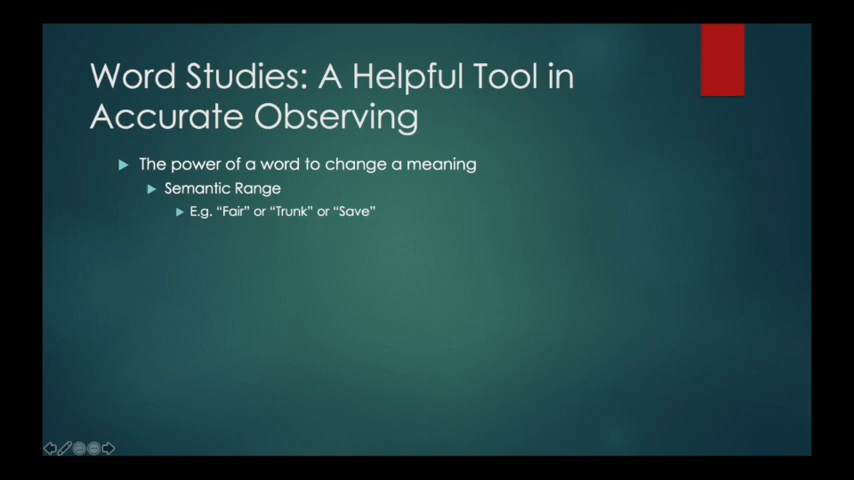 Word Studies: A Helpful Tool in
Accurate Observing
The power of a word to change a meaning
Semantic Range
E.g. “Fair” or “Trunk” or “Save”